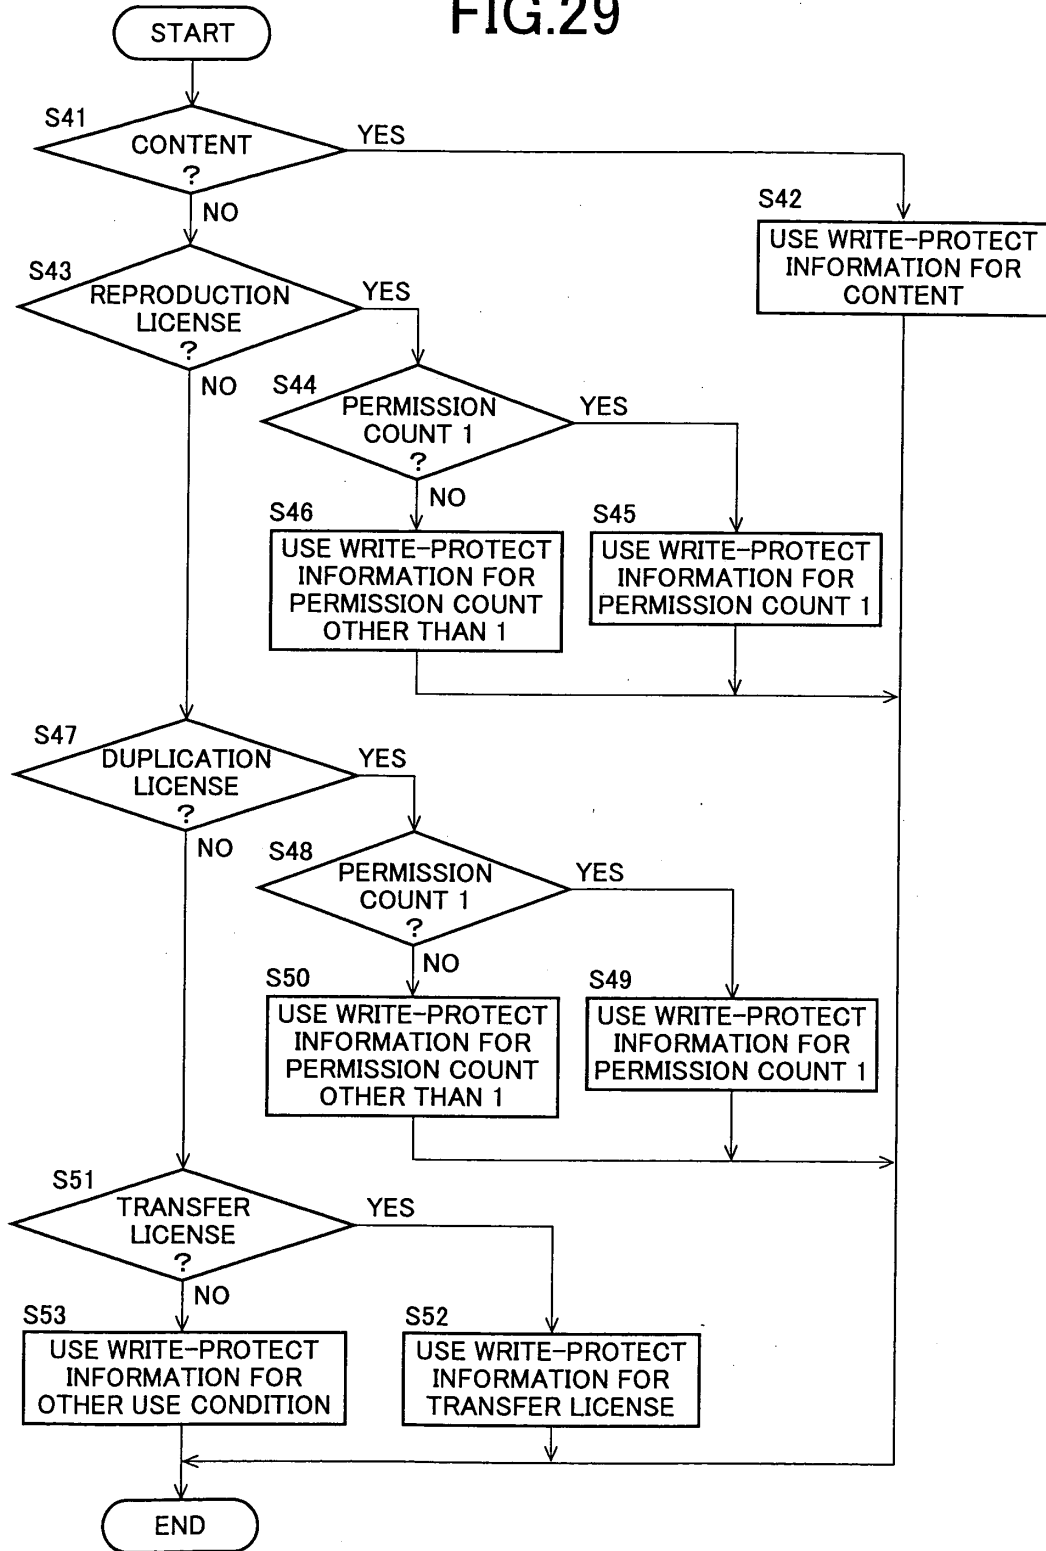 FIG.29
START
S41
CONTENT
?
YES
NO
S42
USE WRITE-PROTECT
INFORMATION FOR
CONTENT
S43
REPRODUCTION
LICENSE
?
YES
NO
S44
PERMISSION
COUNT 1
?
YES
NO
S46
USE WRITE-PROTECT
INFORMATION FOR
PERMISSION COUNT
OTHER THAN 1
S45
USE WRITE-PROTECT
INFORMATION FOR
PERMISSION COUNT 1
S47
DUPLICATION
LICENSE
?
YES
NO
S48
PERMISSION
COUNT 1
?
YES
NO
S50
USE WRITE-PROTECT
INFORMATION FOR
PERMISSION COUNT
OTHER THAN 1
S49
USE WRITE-PROTECT
INFORMATION FOR
PERMISSION COUNT 1
S51
TRANSFER
LICENSE
?
YES
NO
S53
USE WRITE-PROTECT
INFORMATION FOR
OTHER USE CONDITION
S52
USE WRITE-PROTECT
INFORMATION FOR
TRANSFER LICENSE
END